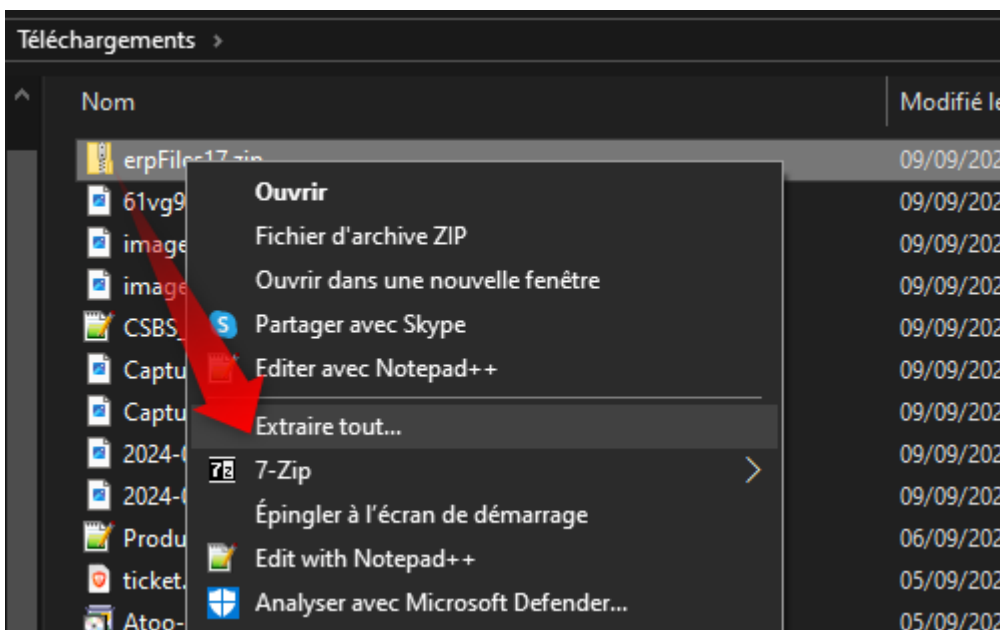 Téléchargements >
Nom Modifié le
erpFiles17.zip 09/09/202
61vg9 09/09/202
image 09/09/202
image 09/09/202
CSBS_ 09/09/202
Captu 09/09/202
Captu 09/09/202
2024-0 09/09/202
2024-0 09/09/202
Produ 06/09/202
ticket. 05/09/202
Atoo- 05/09/202
Ouvrir
Fichier d'archive ZIP
Ouvrir dans une nouvelle fenêtre
Partager avec Skype
Editer avec Notepad++
Extraire tout...
7-Zip
Épingler à l'écran de démarrage
Edit with Notepad++
Analyser avec Microsoft Defender...